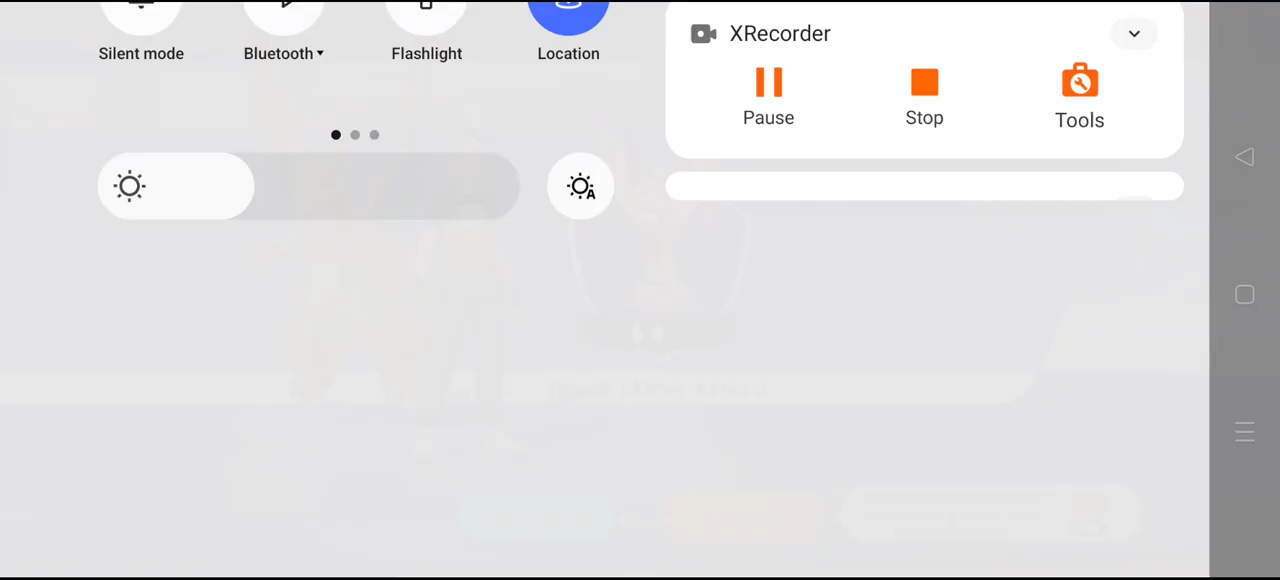 Silent mode
Bluetooth
Flashlight
Location
A
XRecorder
Pause
Stop
Tools